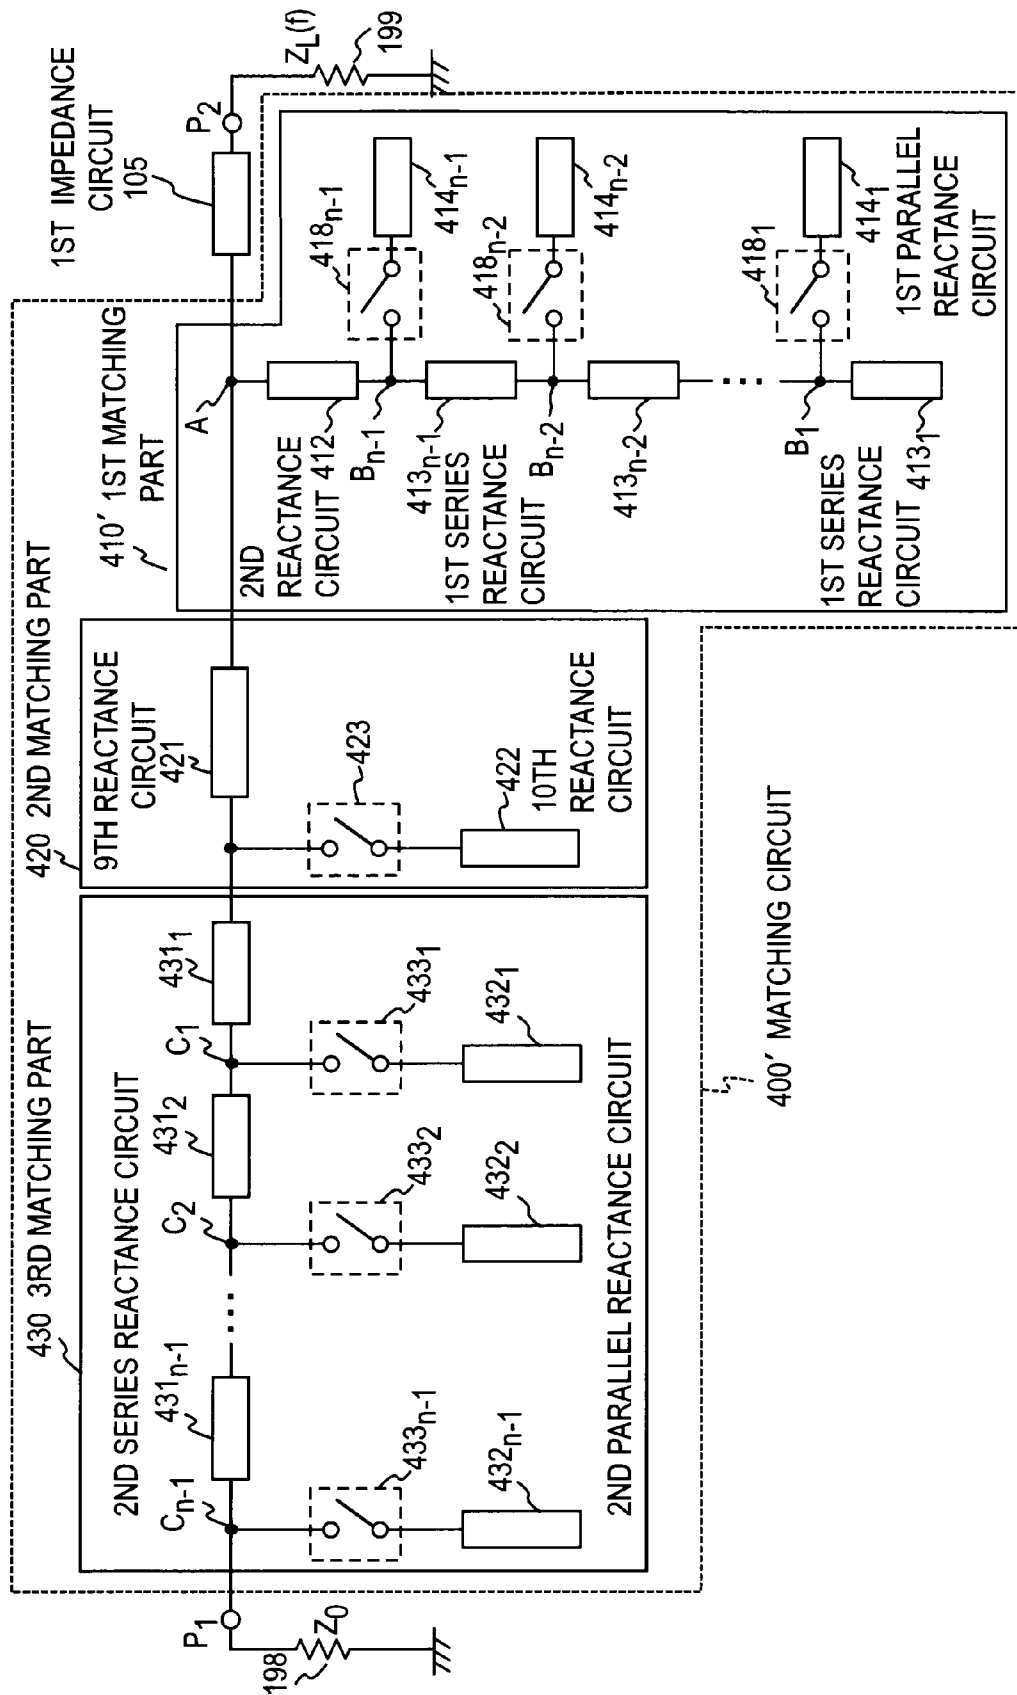 430 3RD MATCHING PART
420 2ND MATCHING PART
410′ 1ST MATCHING
PART
1ST IMPEDANCE
CIRCUIT
105
P1
198
Z0
2ND SERIES REACTANCE CIRCUIT
Cn-1
431n-1
C2
4312
C1
4311
433n-1
4332
4331
432n-1
4322
4321
2ND PARALLEL REACTANCE CIRCUIT
9TH REACTANCE
CIRCUIT
421
423
422
10TH
REACTANCE
CIRCUIT
A
P2
ZL(f)
199
2ND
REACTANCE
CIRCUIT 412
Bn-1
418n-1
414n-1
413n-1
1ST SERIES
REACTANCE
CIRCUIT
Bn-2
418n-2
414n-2
413n-2
B1
4181
4141
1ST SERIES
REACTANCE
CIRCUIT 4131
1ST PARALLEL
REACTANCE
CIRCUIT
400′ MATCHING CIRCUIT